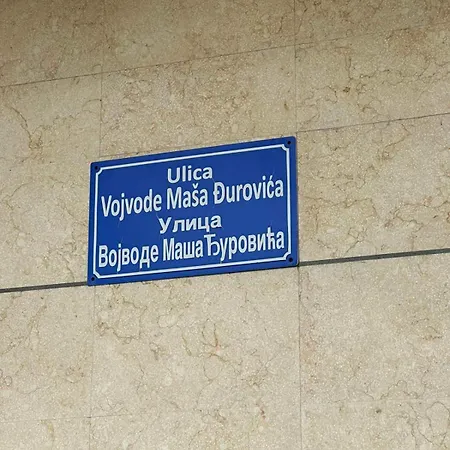 Ulica
Vojvode Maša Đurovića
Улица
Војводе Маша Ђуровића